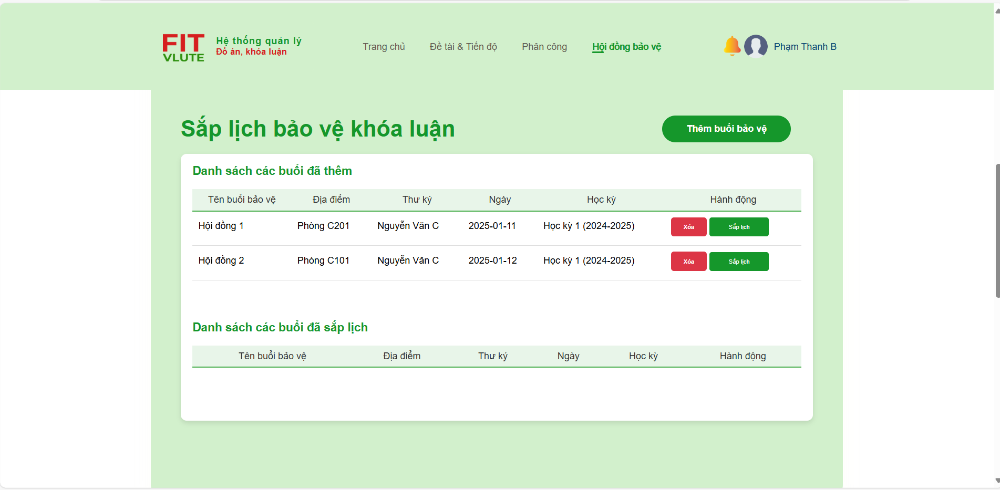 FIT
VLUTE
Hệ thống quản lý
Đồ án, khóa luận
Trang chủ
Đề tài & Tiến độ
Phân công
Hội đồng bảo vệ
Phạm Thanh B
Sắp lịch bảo vệ khóa luận
Thêm buổi bảo vệ
Danh sách các buổi đã thêm
Tên buổi bảo vệ Địa điểm Thư ký Ngày Học kỳ Hành động
Hội đồng 1 Phòng C201 Nguyễn Văn C 2025-01-11 Học kỳ 1 (2024-2025) Xóa Sắp lịch
Hội đồng 2 Phòng C101 Nguyễn Văn C 2025-01-12 Học kỳ 1 (2024-2025) Xóa Sắp lịch
Danh sách các buổi đã sắp lịch
Tên buổi bảo vệ Địa điểm Thư ký Ngày Học kỳ Hành động